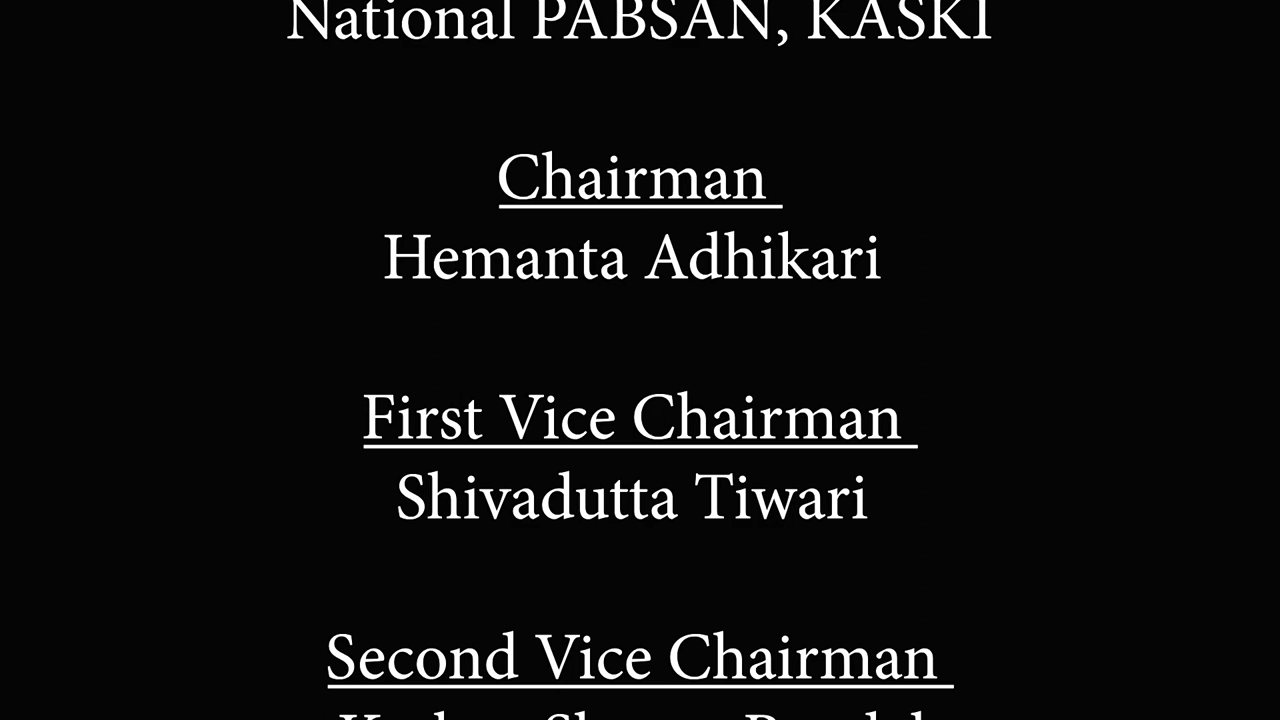 National PABSAN, KASKI
Chairman
Hemanta Adhikari
First Vice Chairman
Shivadutta Tiwari
Second Vice Chairman